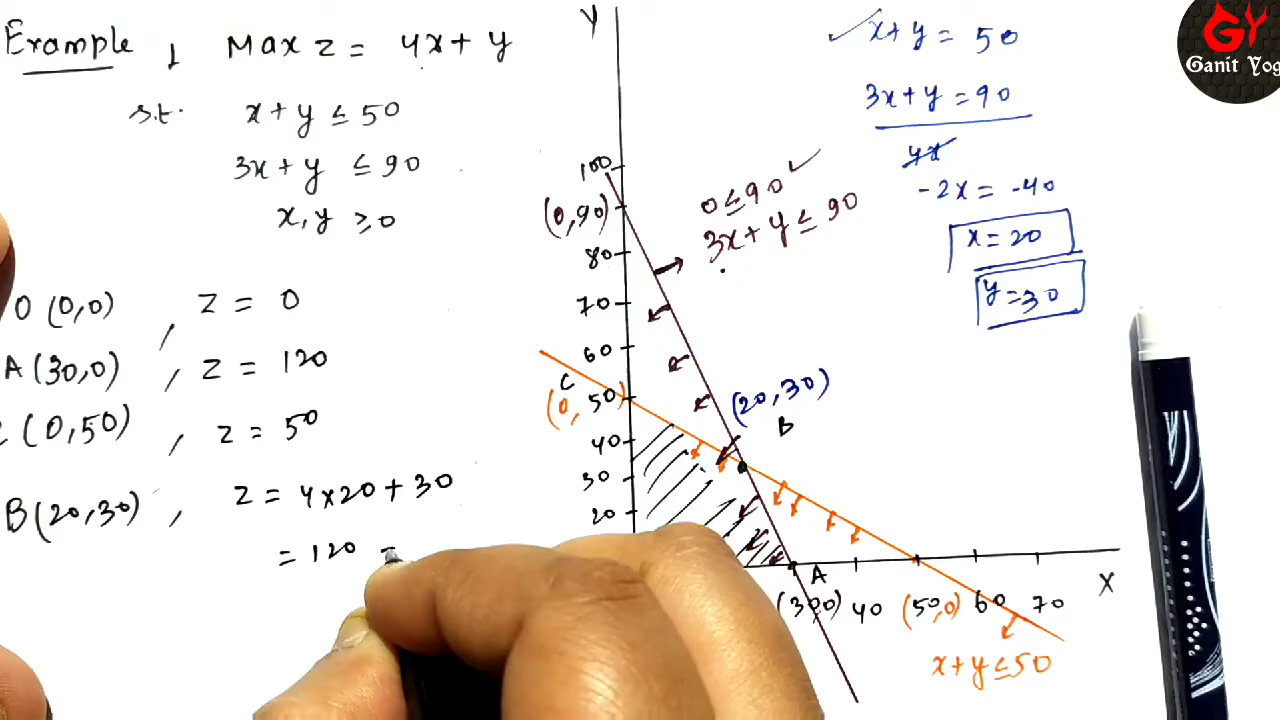 Example 1 Max z = 4x + y
s.t. x + y ≤ 50
3x + y ≤ 90
x, y ≥ 0
O (0,0) , Z = 0
A (30,0) , Z = 120
(0,50) , Z = 50
B (20,30) , Z = 4×20 + 30
= 120
Y
100
(0,90)
80
70
60
C
(0, 50)
40
30
20
0 ≤ 90 ✓
3x + y ≤ 90
(20,30)
B
A
X
(30,0) 40 (50,0) 60 70
x + y ≤ 50
✓ x + y = 50
3x + y = 90
4x
-2x = -40
x = 20
y = 30
GY
Ganit Yog